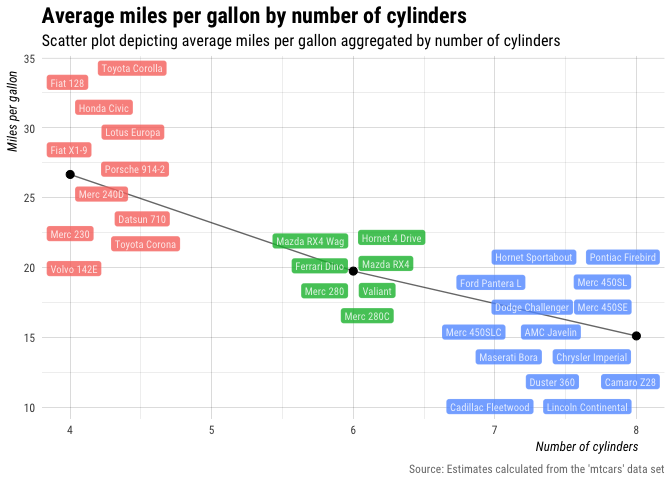 Average miles per gallon by number of cylinders
Scatter plot depicting average miles per gallon aggregated by number of cylinders
Miles per gallon
35
30
25
20
15
10
Toyota Corolla
Fiat 128
Honda Civic
Lotus Europa
Fiat X1-9
Porsche 914-2
Merc 240D
Datsun 710
Merc 230
Toyota Corona
Volvo 142E
Mazda RX4 Wag
Hornet 4 Drive
Ferrari Dino
Mazda RX4
Merc 280
Valiant
Merc 280C
Hornet Sportabout
Pontiac Firebird
Ford Pantera L
Merc 450SL
Dodge Challenger
Merc 450SE
Merc 450SLC
AMC Javelin
Maserati Bora
Chrysler Imperial
Duster 360
Camaro Z28
Cadillac Fleetwood
Lincoln Continental
4
5
6
7
8
Number of cylinders
Source: Estimates calculated from the 'mtcars' data set